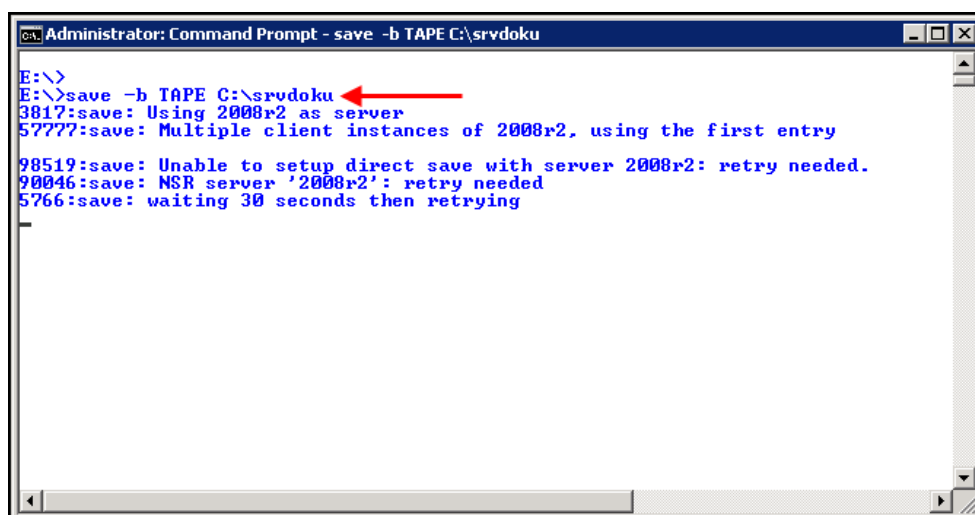 Administrator: Command Prompt - save -b TAPE C:\srvdoku
E:\>
E:\>save -b TAPE C:\srvdoku
3817:save: Using 2008r2 as server
57777:save: Multiple client instances of 2008r2, using the first entry
98519:save: Unable to setup direct save with server 2008r2: retry needed.
90046:save: NSR server '2008r2': retry needed
5766:save: waiting 30 seconds then retrying